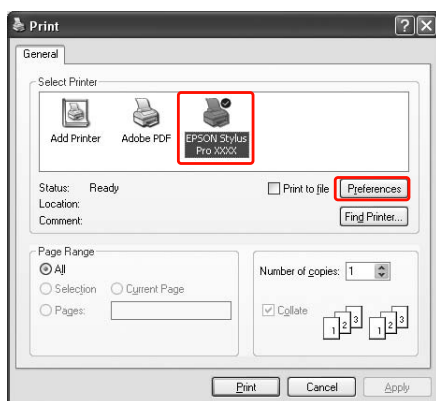 Print
General
Select Printer
Add Printer
Adobe PDF
EPSON Stylus
Pro XXXX
Status: Ready
Print to file
Preferences
Location:
Comment:
Find Printer...
Page Range
All
Selection
Current Page
Pages:
Number of copies: 1
Collate
1 2 3 1 2 3
Print
Cancel
Apply